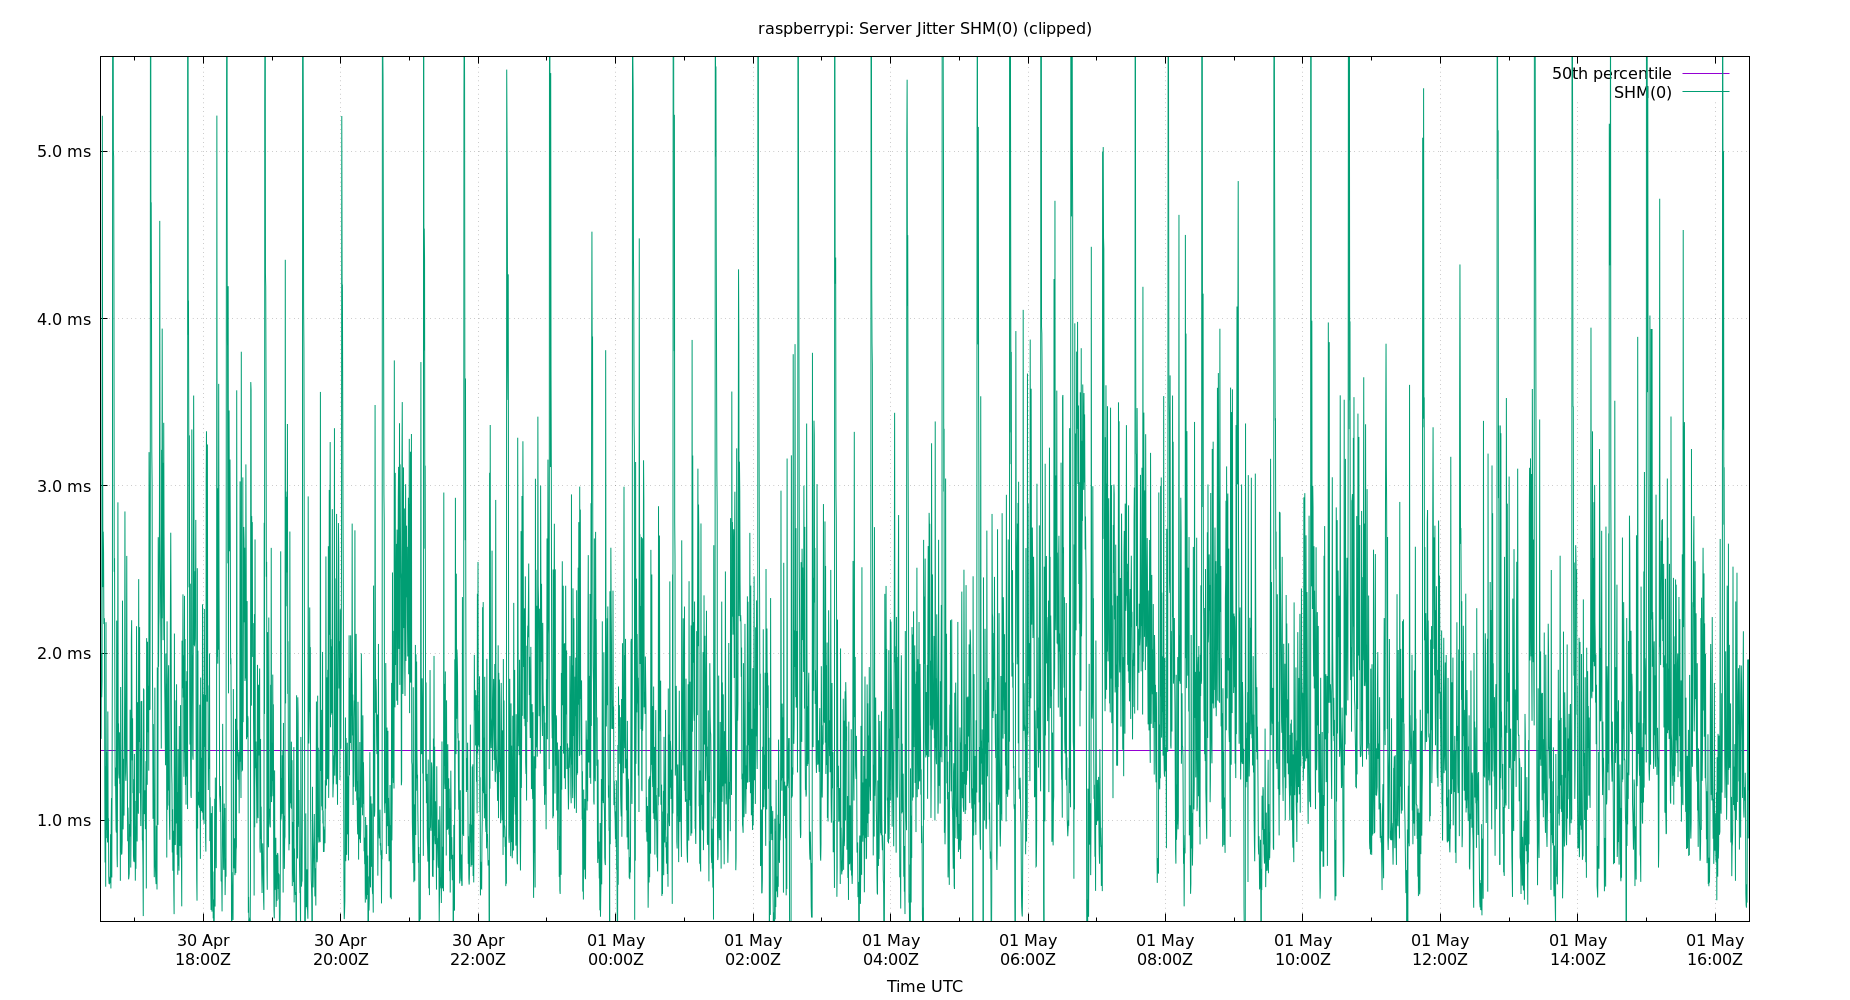 raspberrypi: Server Jitter SHM(0) (clipped)
50th percentile
SHM(0)
5.0 ms
4.0 ms
3.0 ms
2.0 ms
1.0 ms
30 Apr 30 Apr 30 Apr 01 May 01 May 01 May 01 May 01 May 01 May 01 May 01 May 01 May
18:00Z 20:00Z 22:00Z 00:00Z 02:00Z 04:00Z 06:00Z 08:00Z 10:00Z 12:00Z 14:00Z 16:00Z
Time UTC